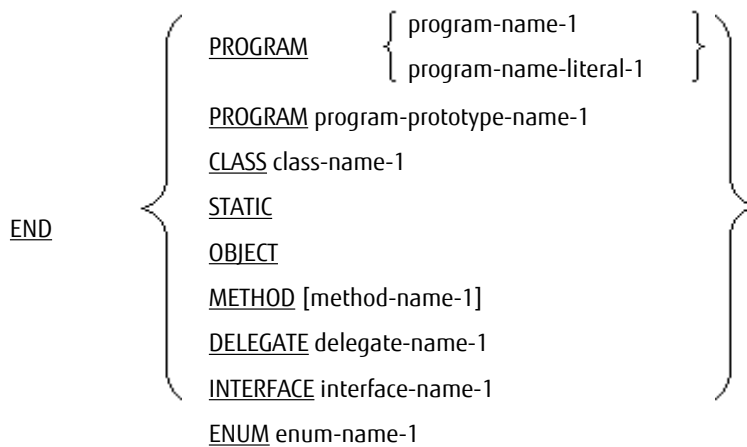 PROGRAM { program-name-1
program-name-literal-1 }
PROGRAM program-prototype-name-1
CLASS class-name-1
STATIC
END
OBJECT
METHOD [method-name-1]
DELEGATE delegate-name-1
INTERFACE interface-name-1
ENUM enum-name-1